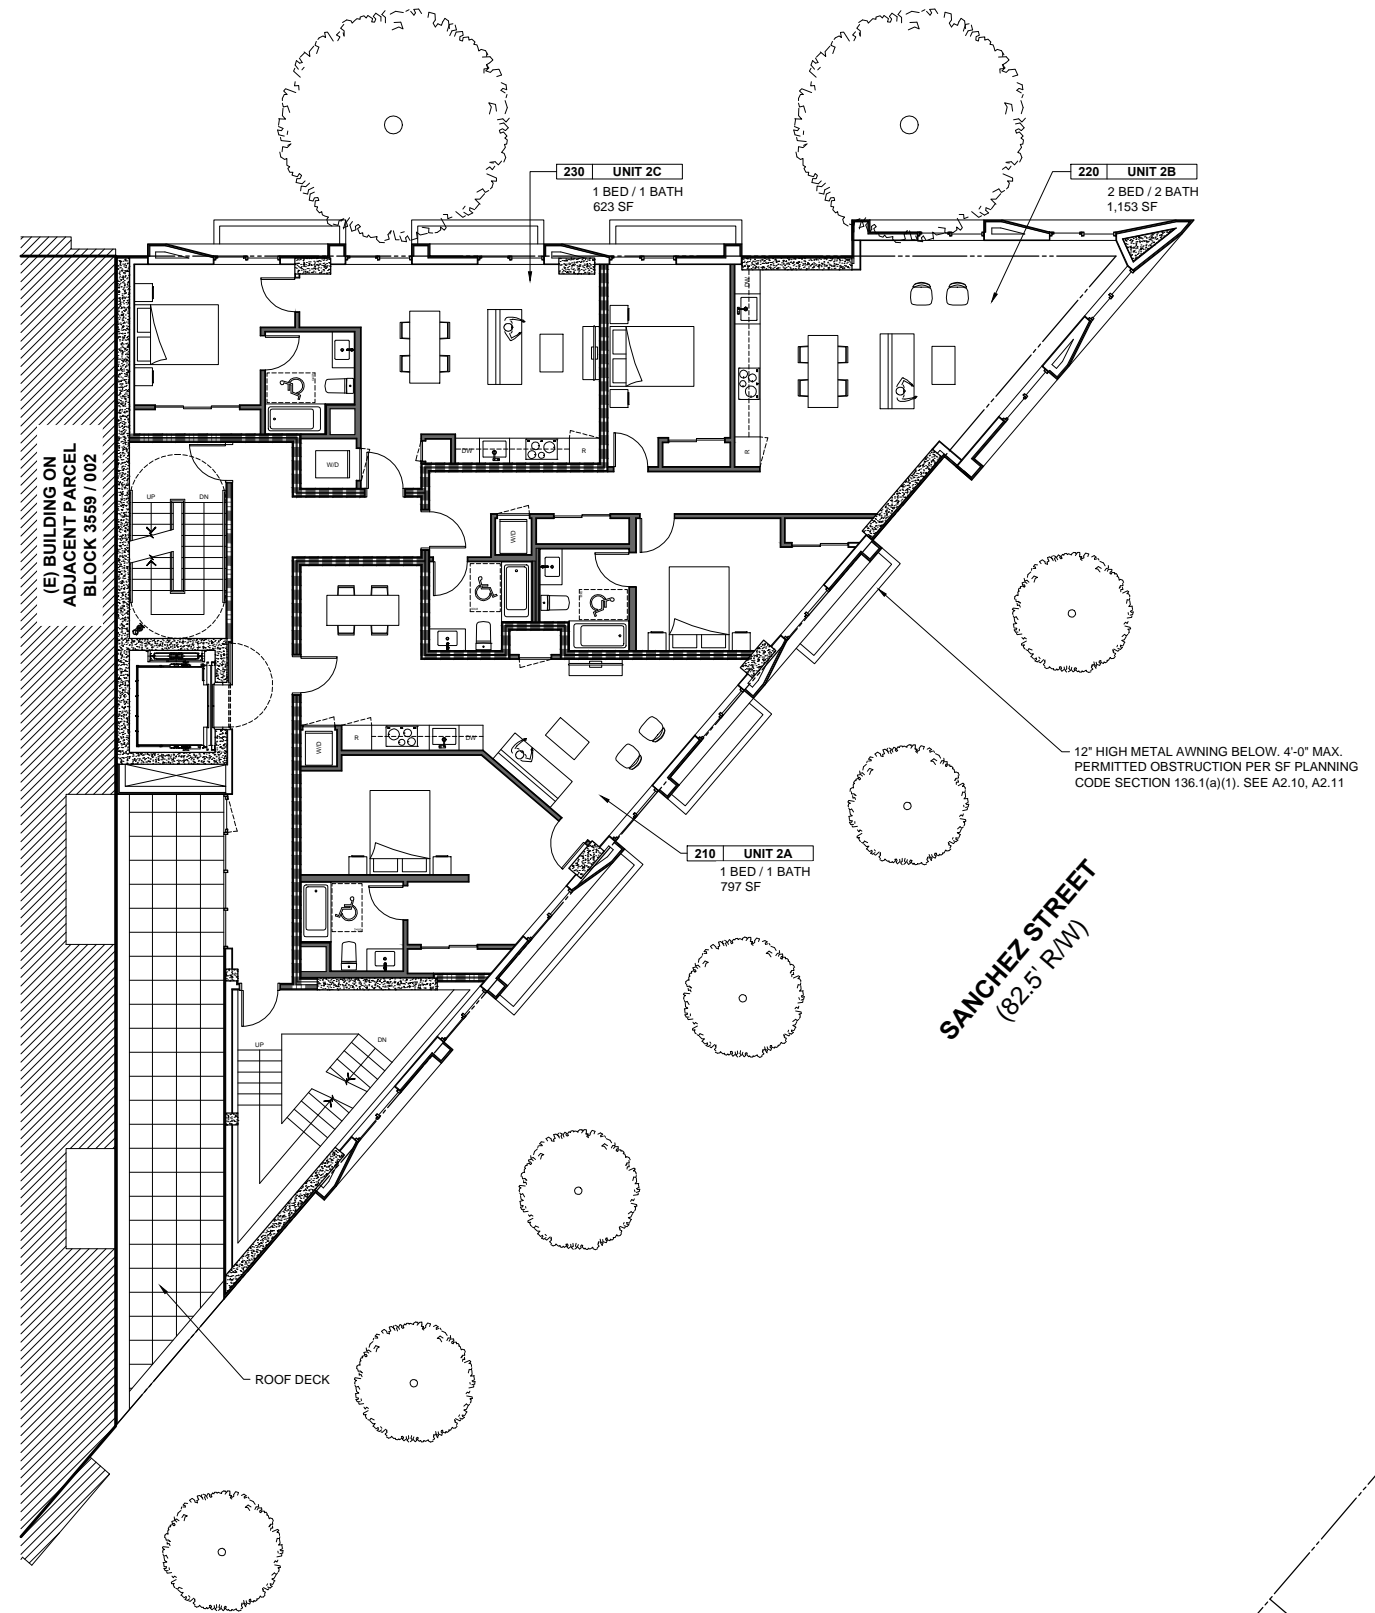 230 UNIT 2C
1 BED / 1 BATH
623 SF
220 UNIT 2B
2 BED / 2 BATH
1,153 SF
(E) BUILDING ON
ADJACENT PARCEL
BLOCK 3559 / 002
DW
DW
R
R
W/D
W/D
UP
DN
R
DW
W/D
12" HIGH METAL AWNING BELOW. 4'-0" MAX.
PERMITTED OBSTRUCTION PER SF PLANNING
CODE SECTION 136.1(a)(1). SEE A2.10, A2.11
210 UNIT 2A
1 BED / 1 BATH
797 SF
SANCHEZ STREET
(82.5' R/W)
UP
DN
ROOF DECK